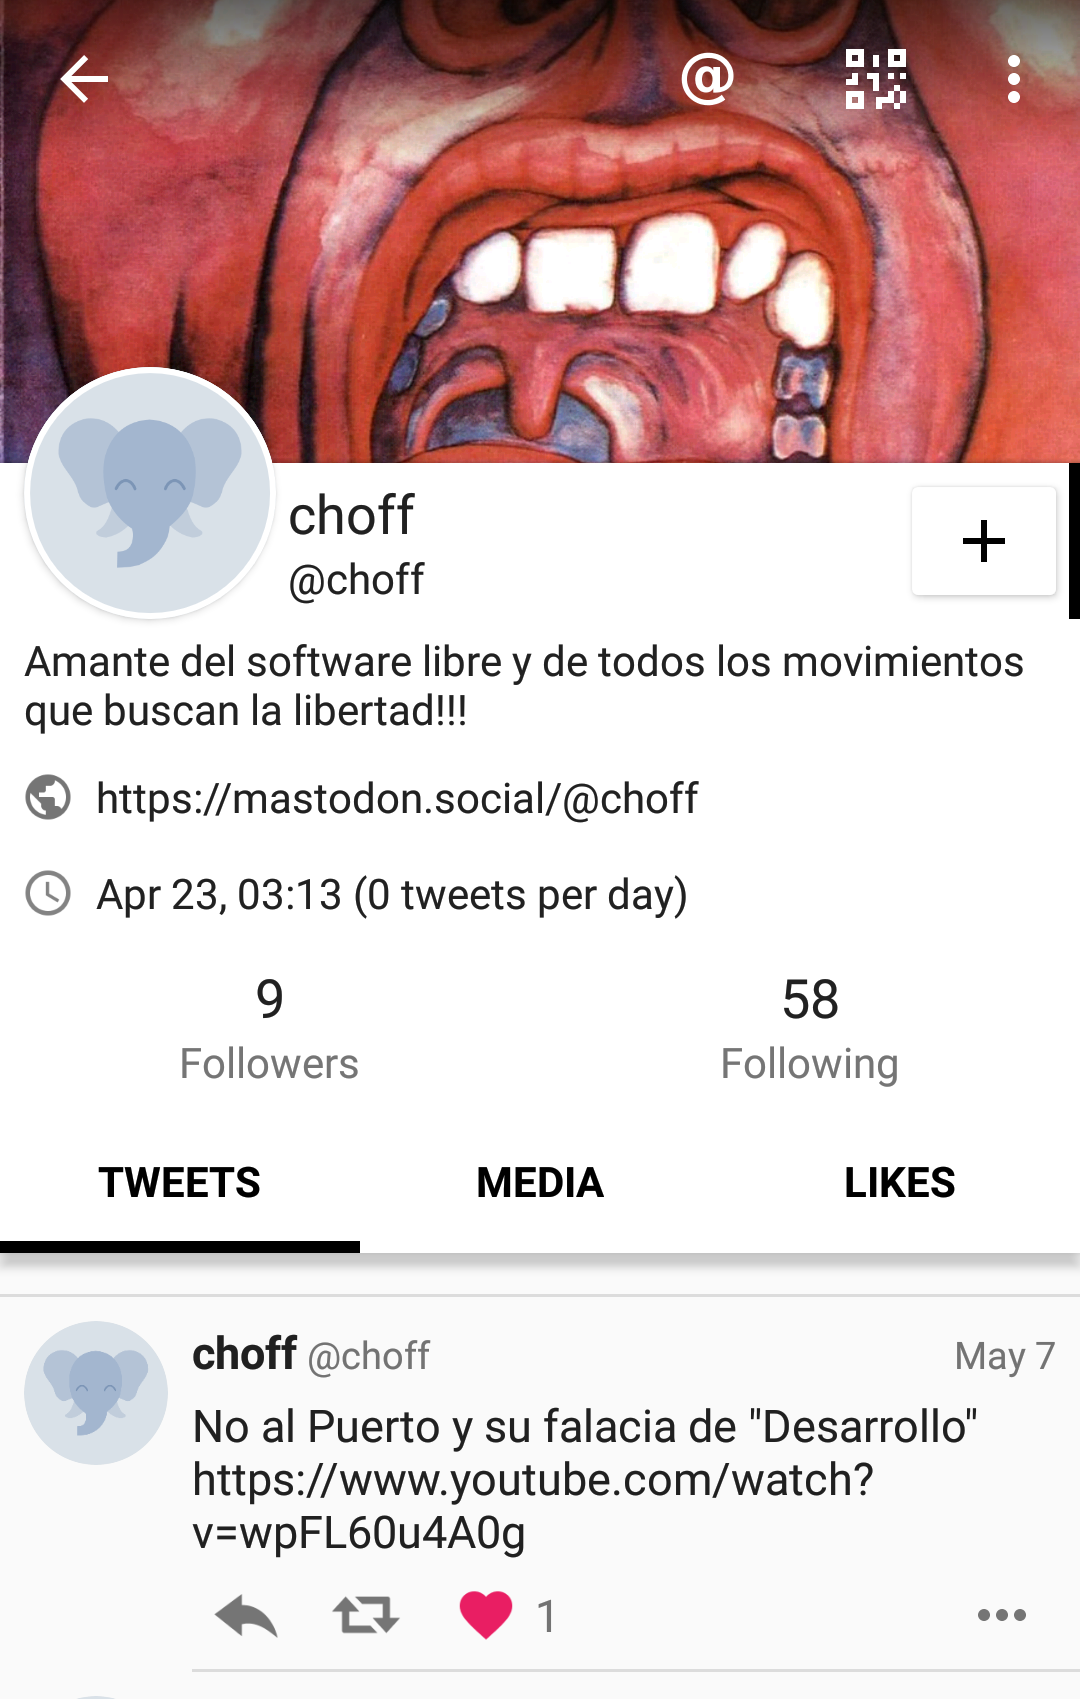 @
choff
@choff
Amante del software libre y de todos los movimientos
que buscan la libertad!!!
https://mastodon.social/@choff
Apr 23, 03:13 (0 tweets per day)
9
Followers
58
Following
TWEETS
MEDIA
LIKES
choff @choff May 7
No al Puerto y su falacia de "Desarrollo"
https://www.youtube.com/watch?
v=wpFL60u4A0g
1